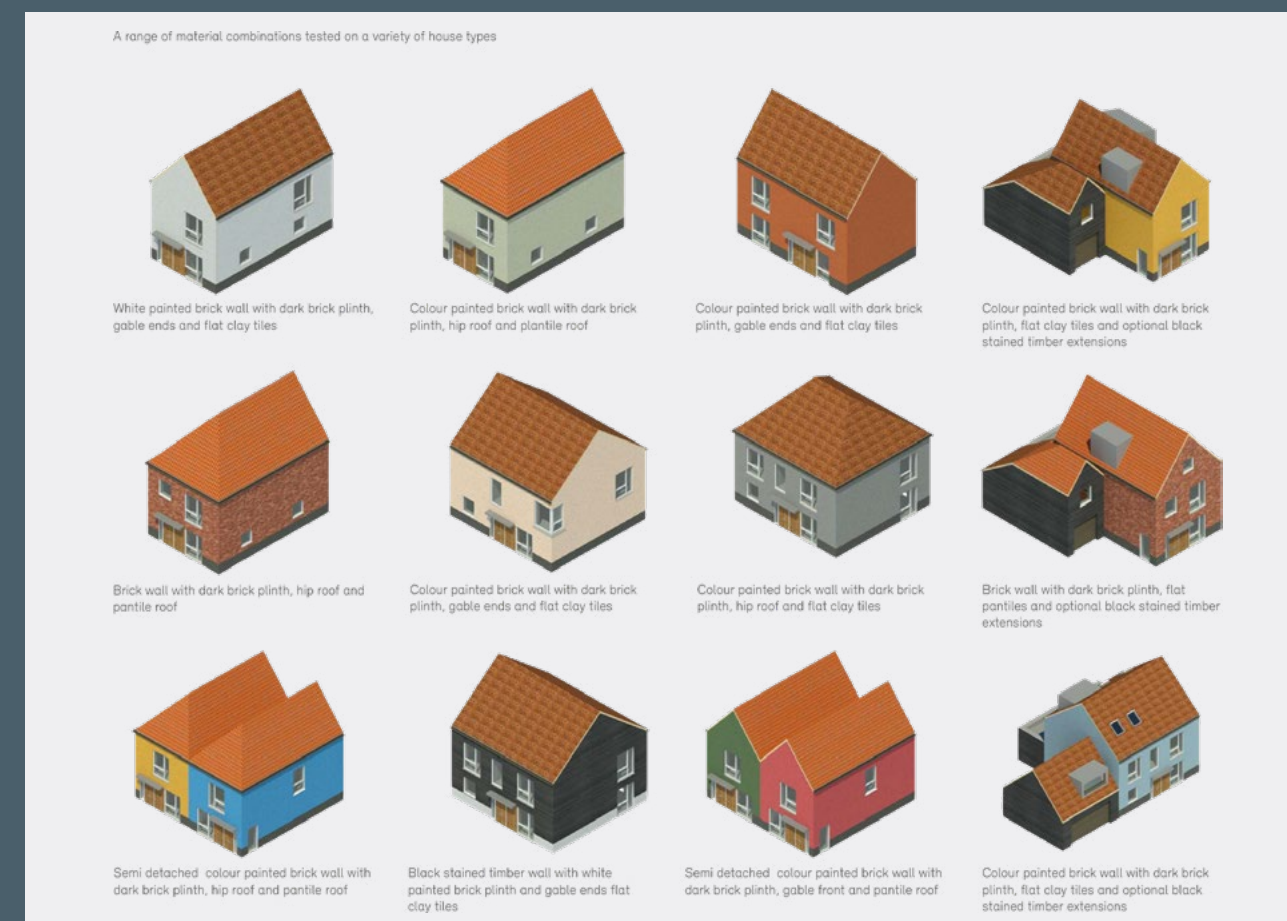 A range of material combinations tested on a variety of house types
White painted brick wall with dark brick plinth,
gable ends and flat clay tiles
Colour painted brick wall with dark brick
plinth, hip roof and plantile roof
Colour painted brick wall with dark brick
plinth, gable ends and flat clay tiles
Colour painted brick wall with dark brick
plinth, flat clay tiles and optional black
stained timber extensions
Brick wall with dark brick plinth, hip roof and
pantile roof
Colour painted brick wall with dark brick
plinth, gable ends and flat clay tiles
Colour painted brick wall with dark brick
plinth, hip roof and flat clay tiles
Brick wall with dark brick plinth, flat
pantiles and optional black stained timber
extensions
Semi detached colour painted brick wall with
dark brick plinth, hip roof and pantile roof
Black stained timber wall with white
painted brick plinth and gable ends flat
clay tiles
Semi detached colour painted brick wall with
dark brick plinth, gable front and pantile roof
Colour painted brick wall with dark brick
plinth, flat clay tiles and optional black
stained timber extensions